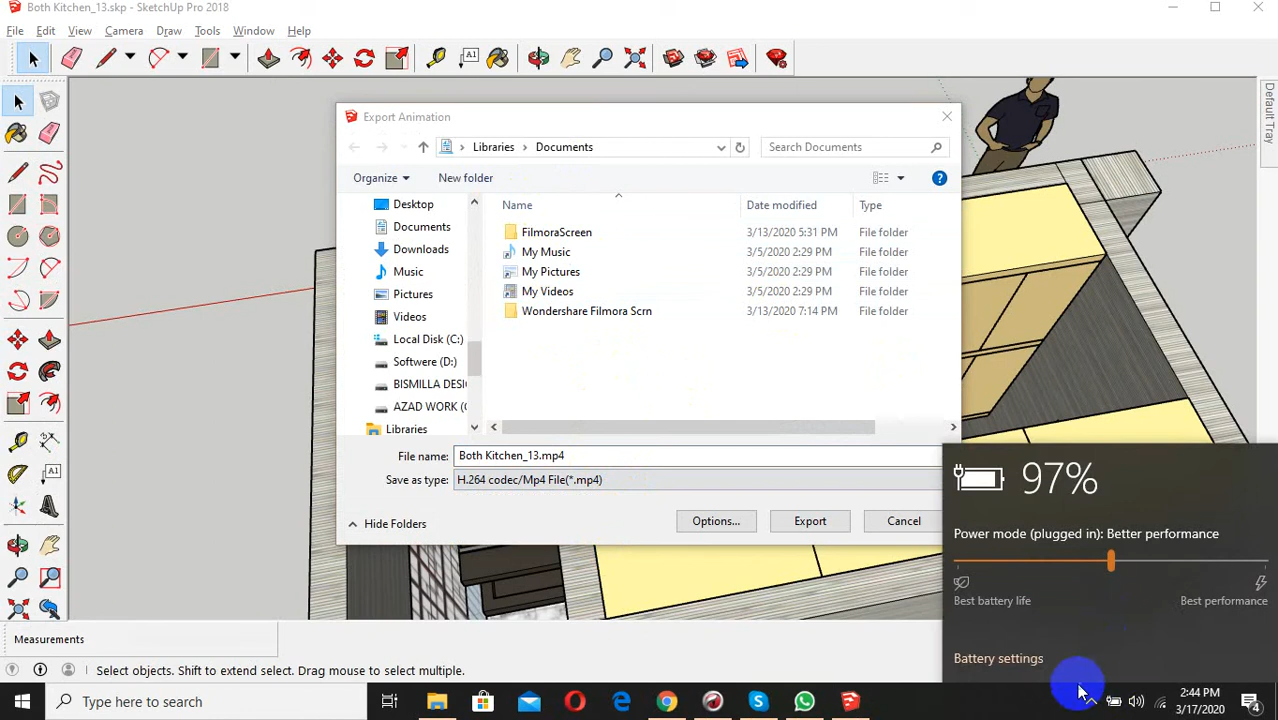 Both Kitchen_13.skp - SketchUp Pro 2018
File Edit View Camera Draw Tools Window Help
A1
Default Tray
Export Animation
Libraries Documents
Search Documents
Organize New folder
Name Date modified Type
Desktop
Documents
Downloads
Music
Pictures
Videos
Local Disk (C:)
Softwere (D:)
BISMILLA DESI
AZAD WORK (
Libraries
FilmoraScreen 3/13/2020 5:31 PM File folder
My Music 3/5/2020 2:29 PM File folder
My Pictures 3/5/2020 2:29 PM File folder
My Videos 3/5/2020 2:29 PM File folder
Wondershare Filmora Scrn 3/13/2020 7:14 PM File folder
File name: Both Kitchen_13.mp4
Save as type: H.264 codec/Mp4 File(*.mp4)
Hide Folders Options... Export Cancel
A1
97%
Power mode (plugged in): Better performance
Best battery life Best performance
Battery settings
Measurements
Select objects. Shift to extend select. Drag mouse to select multiple.
Type here to search
2:44 PM
3/17/2020
4